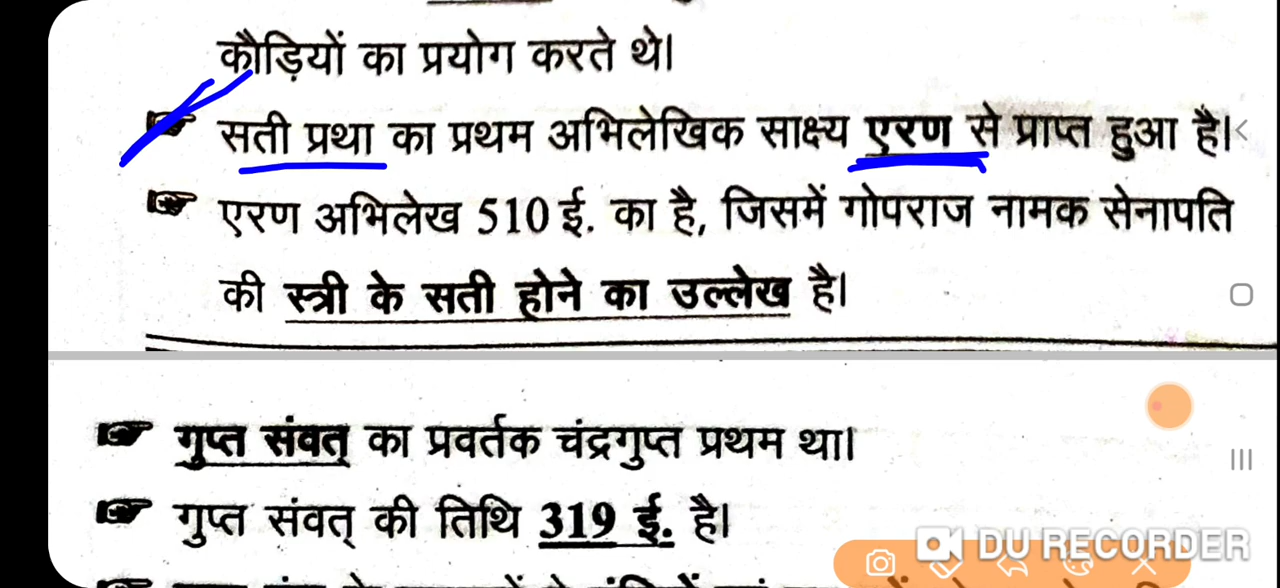 कौड़ियों का प्रयोग करते थे।
सती प्रथा का प्रथम अभिलेखिक साक्ष्य एरण से प्राप्त हुआ है।
एरण अभिलेख 510 ई. का है, जिसमें गोपराज नामक सेनापति
की स्त्री के सती होने का उल्लेख है।
गुप्त संवत् का प्रवर्तक चंद्रगुप्त प्रथम था।
गुप्त संवत् की तिथि 319 ई. है।
DU RECORDER